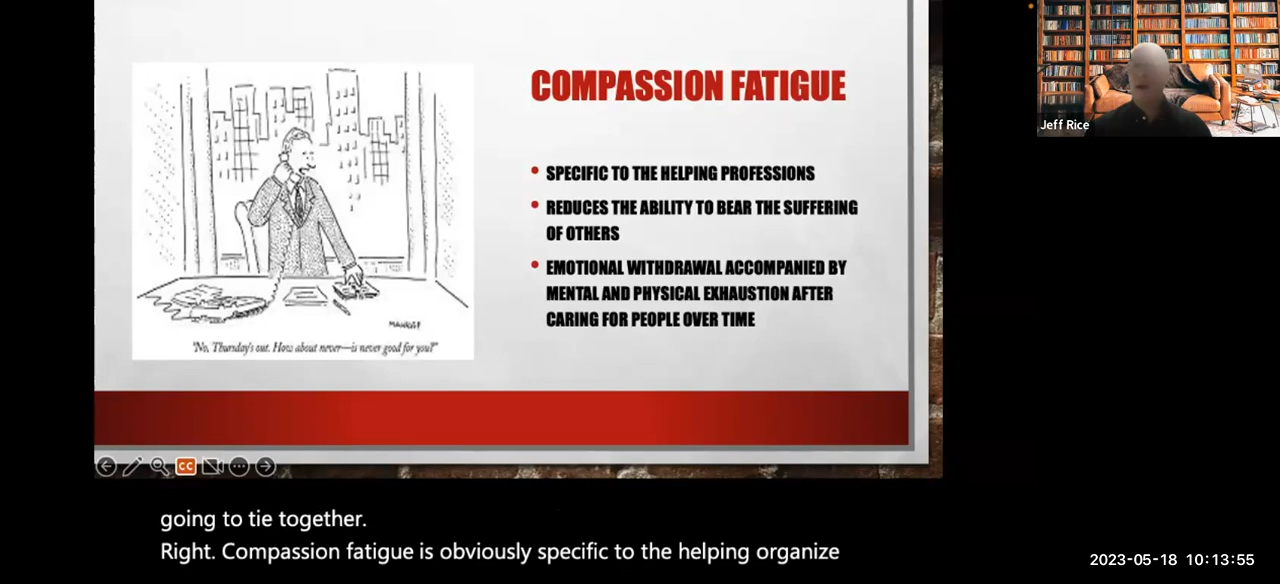 COMPASSION FATIGUE
• SPECIFIC TO THE HELPING PROFESSIONS
• REDUCES THE ABILITY TO BEAR THE SUFFERING
OF OTHERS
• EMOTIONAL WITHDRAWAL ACCOMPANIED BY
MENTAL AND PHYSICAL EXHAUSTION AFTER
CARING FOR PEOPLE OVER TIME
MANKOFF
"No, Thursday's out. How about never—is never good for you?"
Jeff Rice
CC
going to tie together.
Right. Compassion fatigue is obviously specific to the helping organize
2023-05-18 10:13:55